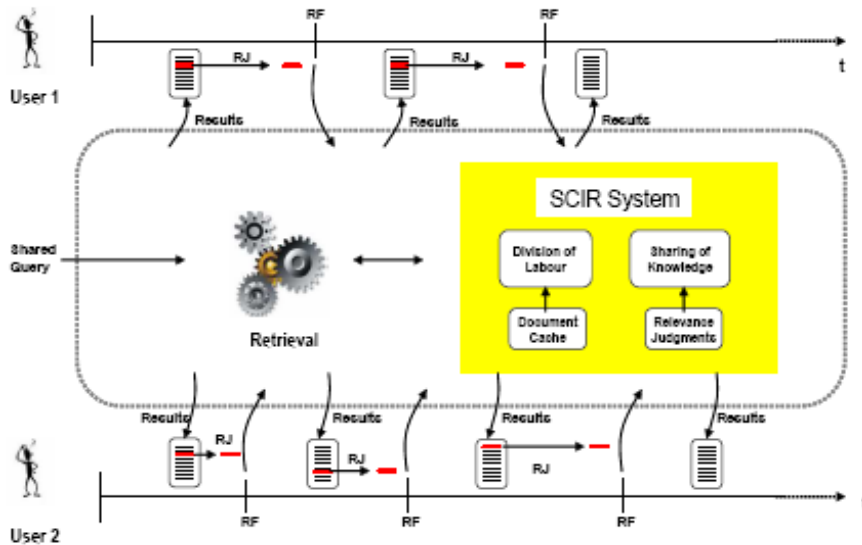 RF
RF
RJ
RJ
t
User 1
Results
Results
Results
SCIR System
Shared
Query
Division of
Labour
Sharing of
Knowledge
Document
Cache
Relevance
Judgments
Retrieval
Results
Results
Results
Results
RJ
RJ
RJ
RF
RF
RF
User 2